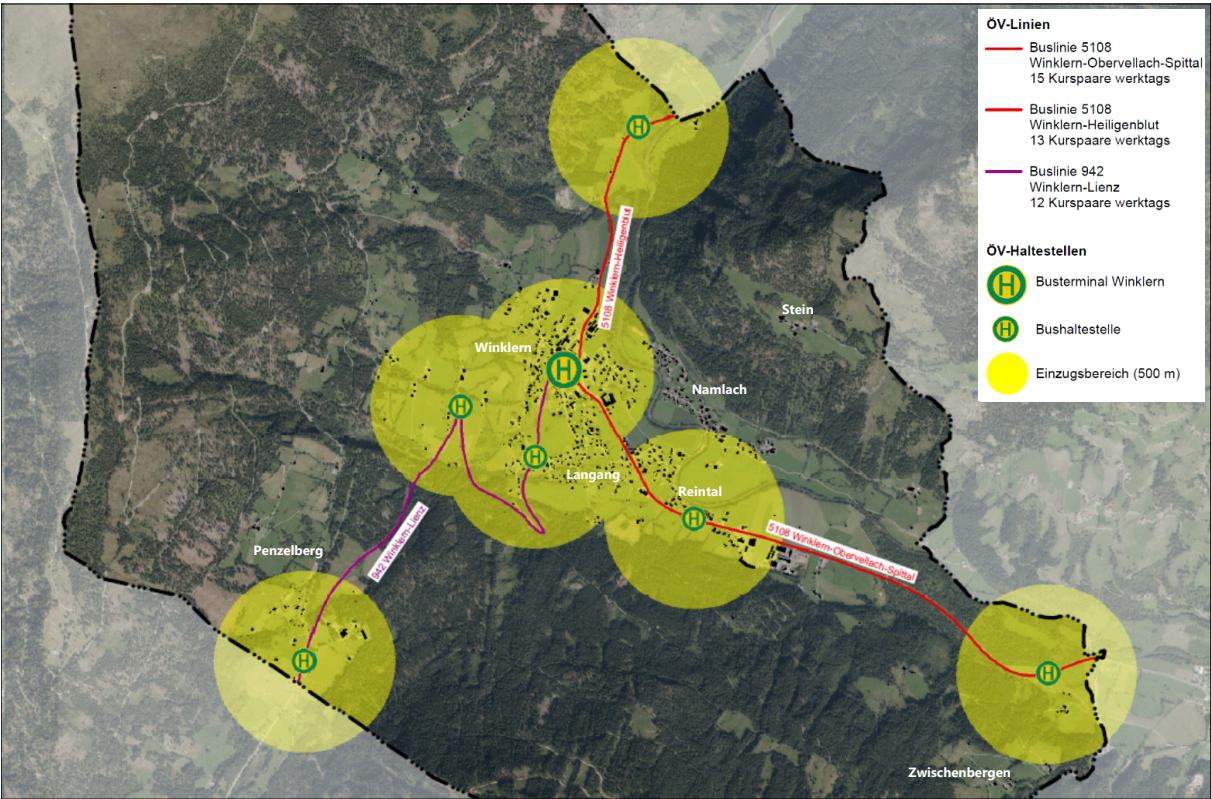 ÖV-Linien
Buslinie 5108
Winklern-Obervellach-Spittal
15 Kurspaare werktags
Buslinie 5108
Winklern-Heiligenblut
13 Kurspaare werktags
Buslinie 942
Winklern-Lienz
12 Kurspaare werktags
ÖV-Haltestellen
H Busterminal Winklern
H Bushaltestelle
Einzugsbereich (500 m)
H
5108 Winklern-Heiligenblut
Stein
Winklern
H
Namlach
H
H
Langang
Reintal
H
5108 Winklern-Obervellach-Spittal
942 Winklern-Lienz
Penzelberg
H
H
Zwischenbergen